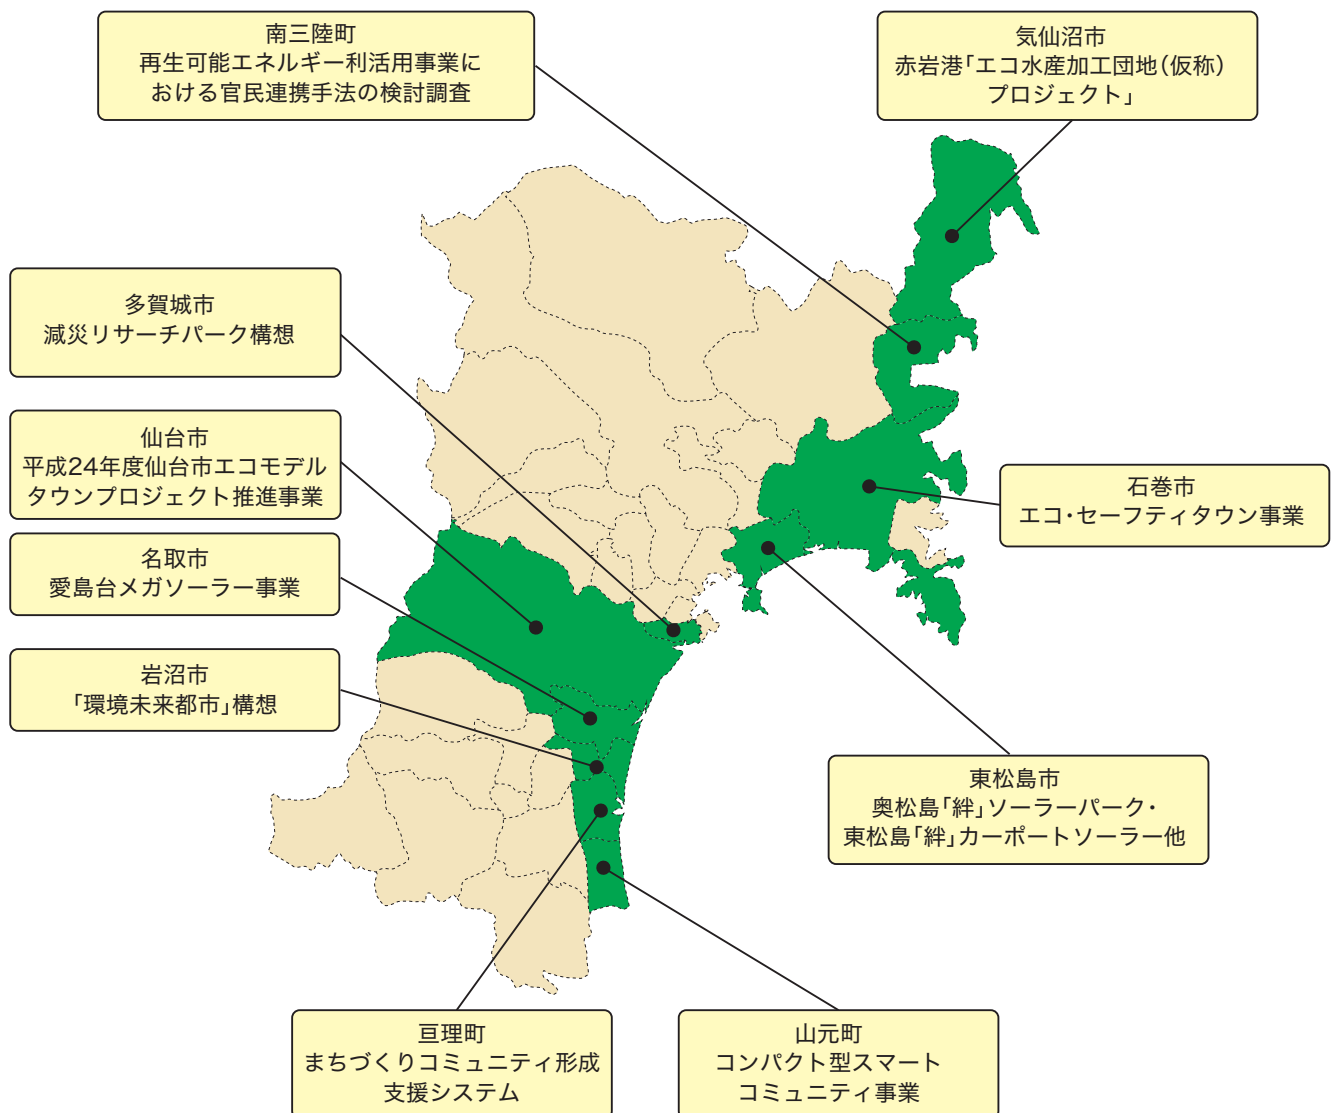 南三陸町
再生可能エネルギー利活用事業に
おける官民連携手法の検討調査
気仙沼市
赤岩港「エコ水産加工団地(仮称)
プロジェクト」
多賀城市
減災リサーチパーク構想
仙台市
平成24年度仙台市エコモデル
タウンプロジェクト推進事業
名取市
愛島台メガソーラー事業
岩沼市
「環境未来都市」構想
石巻市
エコ・セーフティタウン事業
東松島市
奥松島「絆」ソーラーパーク・
東松島「絆」カーポートソーラー他
亘理町
まちづくりコミュニティ形成
支援システム
山元町
コンパクト型スマート
コミュニティ事業